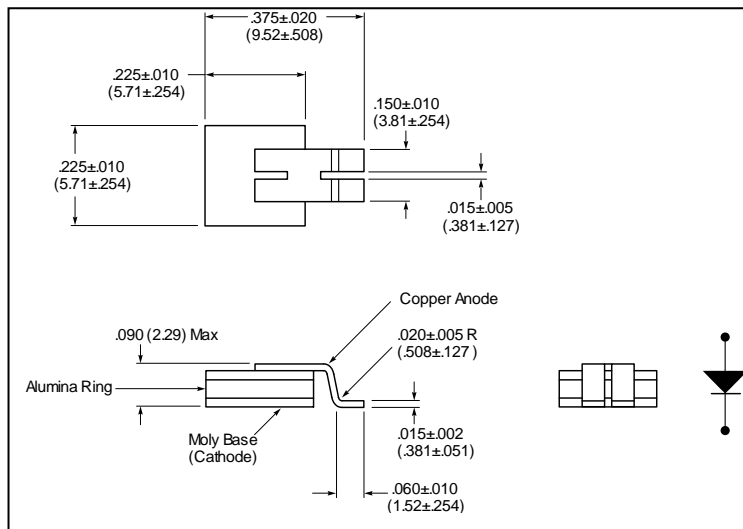 .375±.020
(9.52±.508)
.225±.010
(5.71±.254)
.150±.010
(3.81±.254)
.225±.010
(5.71±.254)
.015±.005
(.381±.127)
Copper Anode
.090 (2.29) Max
.020±.005 R
(.508±.127 )
Alumina Ring
Moly Base
(Cathode)
.015±.002
(.381±.051)
.060±.010
(1.52±.254)